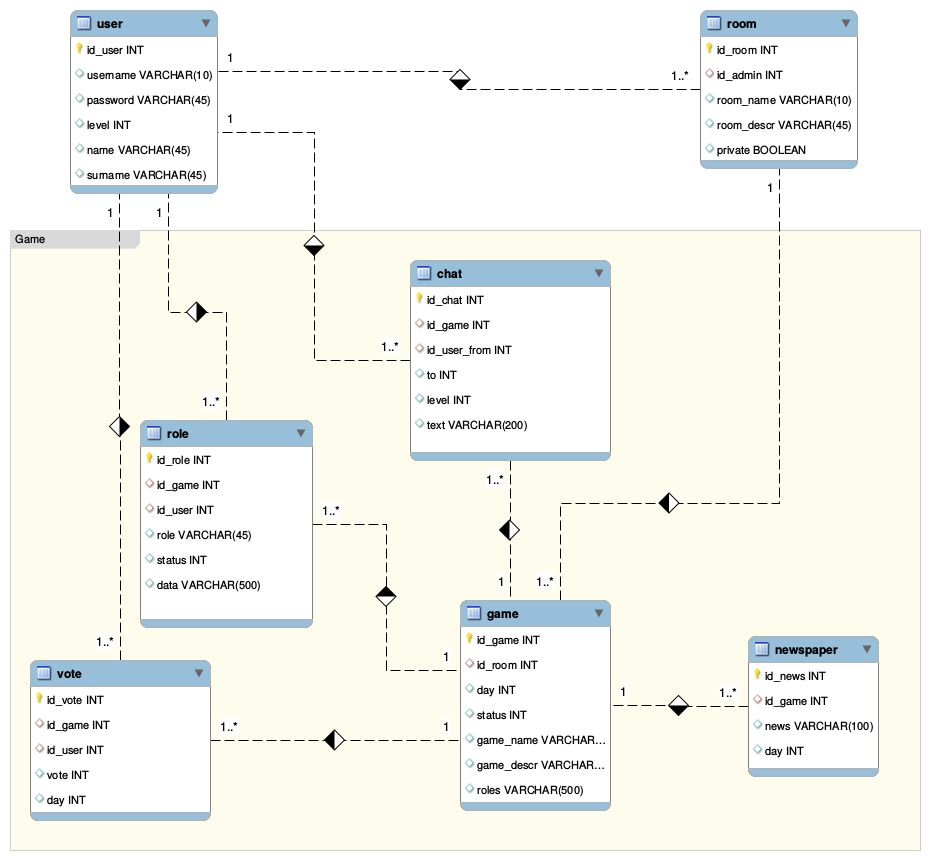 user
id_user INT
username VARCHAR(10)
password VARCHAR(45)
level INT
name VARCHAR(45)
surname VARCHAR(45)
room
id_room INT
id_admin INT
room_name VARCHAR(10)
room_descr VARCHAR(45)
private BOOLEAN
1
1..*
1
1
1
1
Game
chat
id_chat INT
id_game INT
id_user_from INT
to INT
level INT
text VARCHAR(200)
1..*
1..*
role
id_role INT
id_game INT
id_user INT
role VARCHAR(45)
status INT
data VARCHAR(500)
1..*
1..*
1
1..*
1..*
1
vote
id_vote INT
id_game INT
id_user INT
vote INT
day INT
1..*
1
game
id_game INT
id_room INT
day INT
status INT
game_name VARCHAR...
game_descr VARCHAR...
roles VARCHAR(500)
1
1..*
newspaper
id_news INT
id_game INT
news VARCHAR(100)
day INT